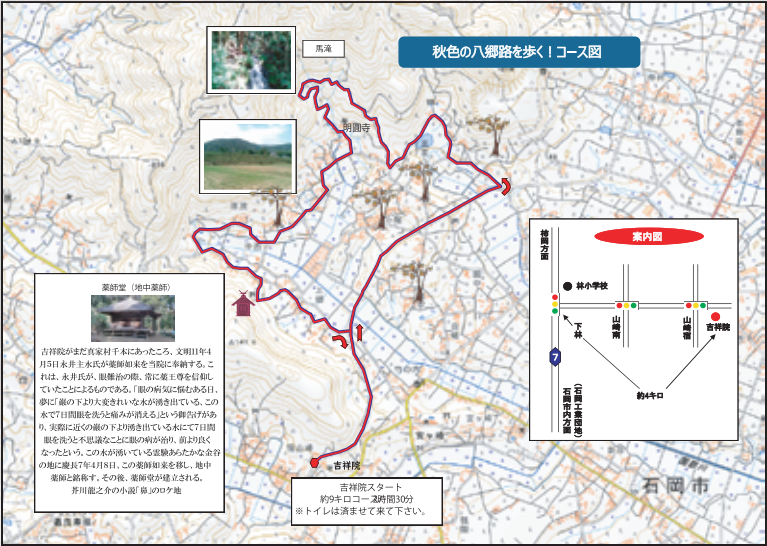 秋色の八郷路を歩く！コース図
馬滝
明圓寺
案内図
柿岡方面
林小学校
下林
山崎南
山崎宿
吉祥院
7
約4キロ
(石岡工業団地)
石岡市内方面
薬師堂（地中薬師）
吉祥院がまだ真家村千木にあったころ、文明11年4
月5日永井主水氏が薬師如来を当院に奉納する。こ
れは、永井氏が、眼難治の際、常に薬王尊を信仰し
ていたことによるものである。「眼の病気に悩むある日、
夢に「巌の下より大変きれいな水が湧き出ている、この
水で7日間眼を洗うと痛みが消える」という御告げがあ
り、実際に近くの巌の下より湧き出ている水にて7日間
眼を洗うと不思議なことに眼の病が治り、前より良く
なったという。この水が湧いている霊験あらたかな金谷
の地に慶長7年4月8日、この薬師如来を移し、地中
薬師と銘称す。その後、薬師堂が建立される。
芥川龍之介の小説「鼻」のロケ地
吉祥院
吉祥院スタート
約9キロコース2時間30分
※トイレは済ませて来て下さい。
石岡市